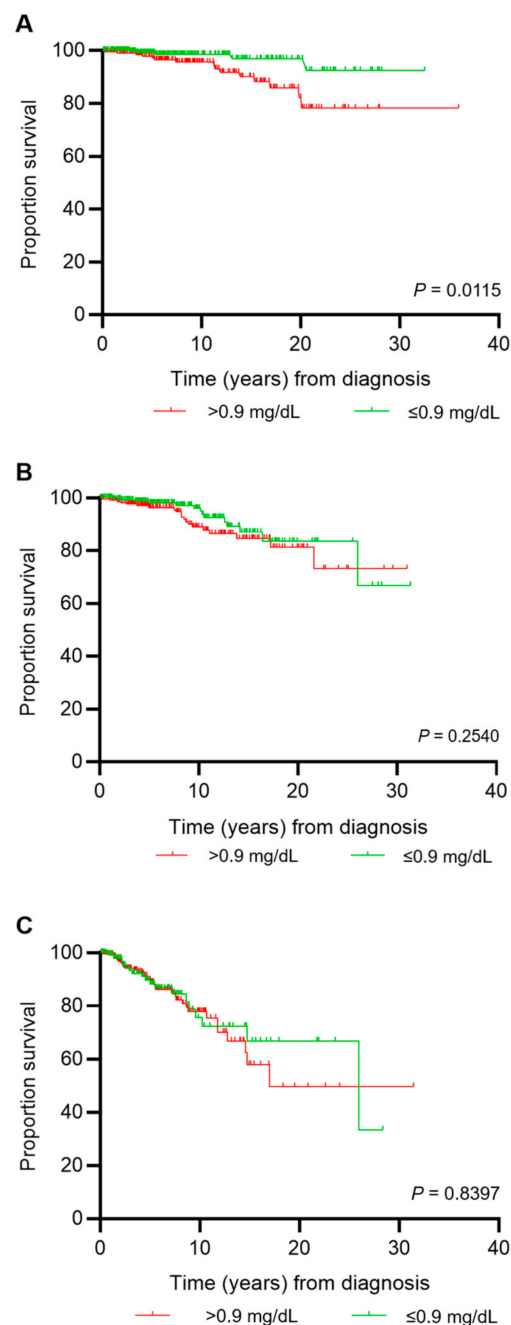 A
100
80
60
40
20
0
Proportion survival
P = 0.0115
0 10 20 30 40
Time (years) from diagnosis
>0.9 mg/dL ≤0.9 mg/dL
B
100
80
60
40
20
0
Proportion survival
P = 0.2540
0 10 20 30 40
Time (years) from diagnosis
>0.9 mg/dL ≤0.9 mg/dL
C
100
80
60
40
20
0
Proportion survival
P = 0.8397
0 10 20 30 40
Time (years) from diagnosis
>0.9 mg/dL ≤0.9 mg/dL